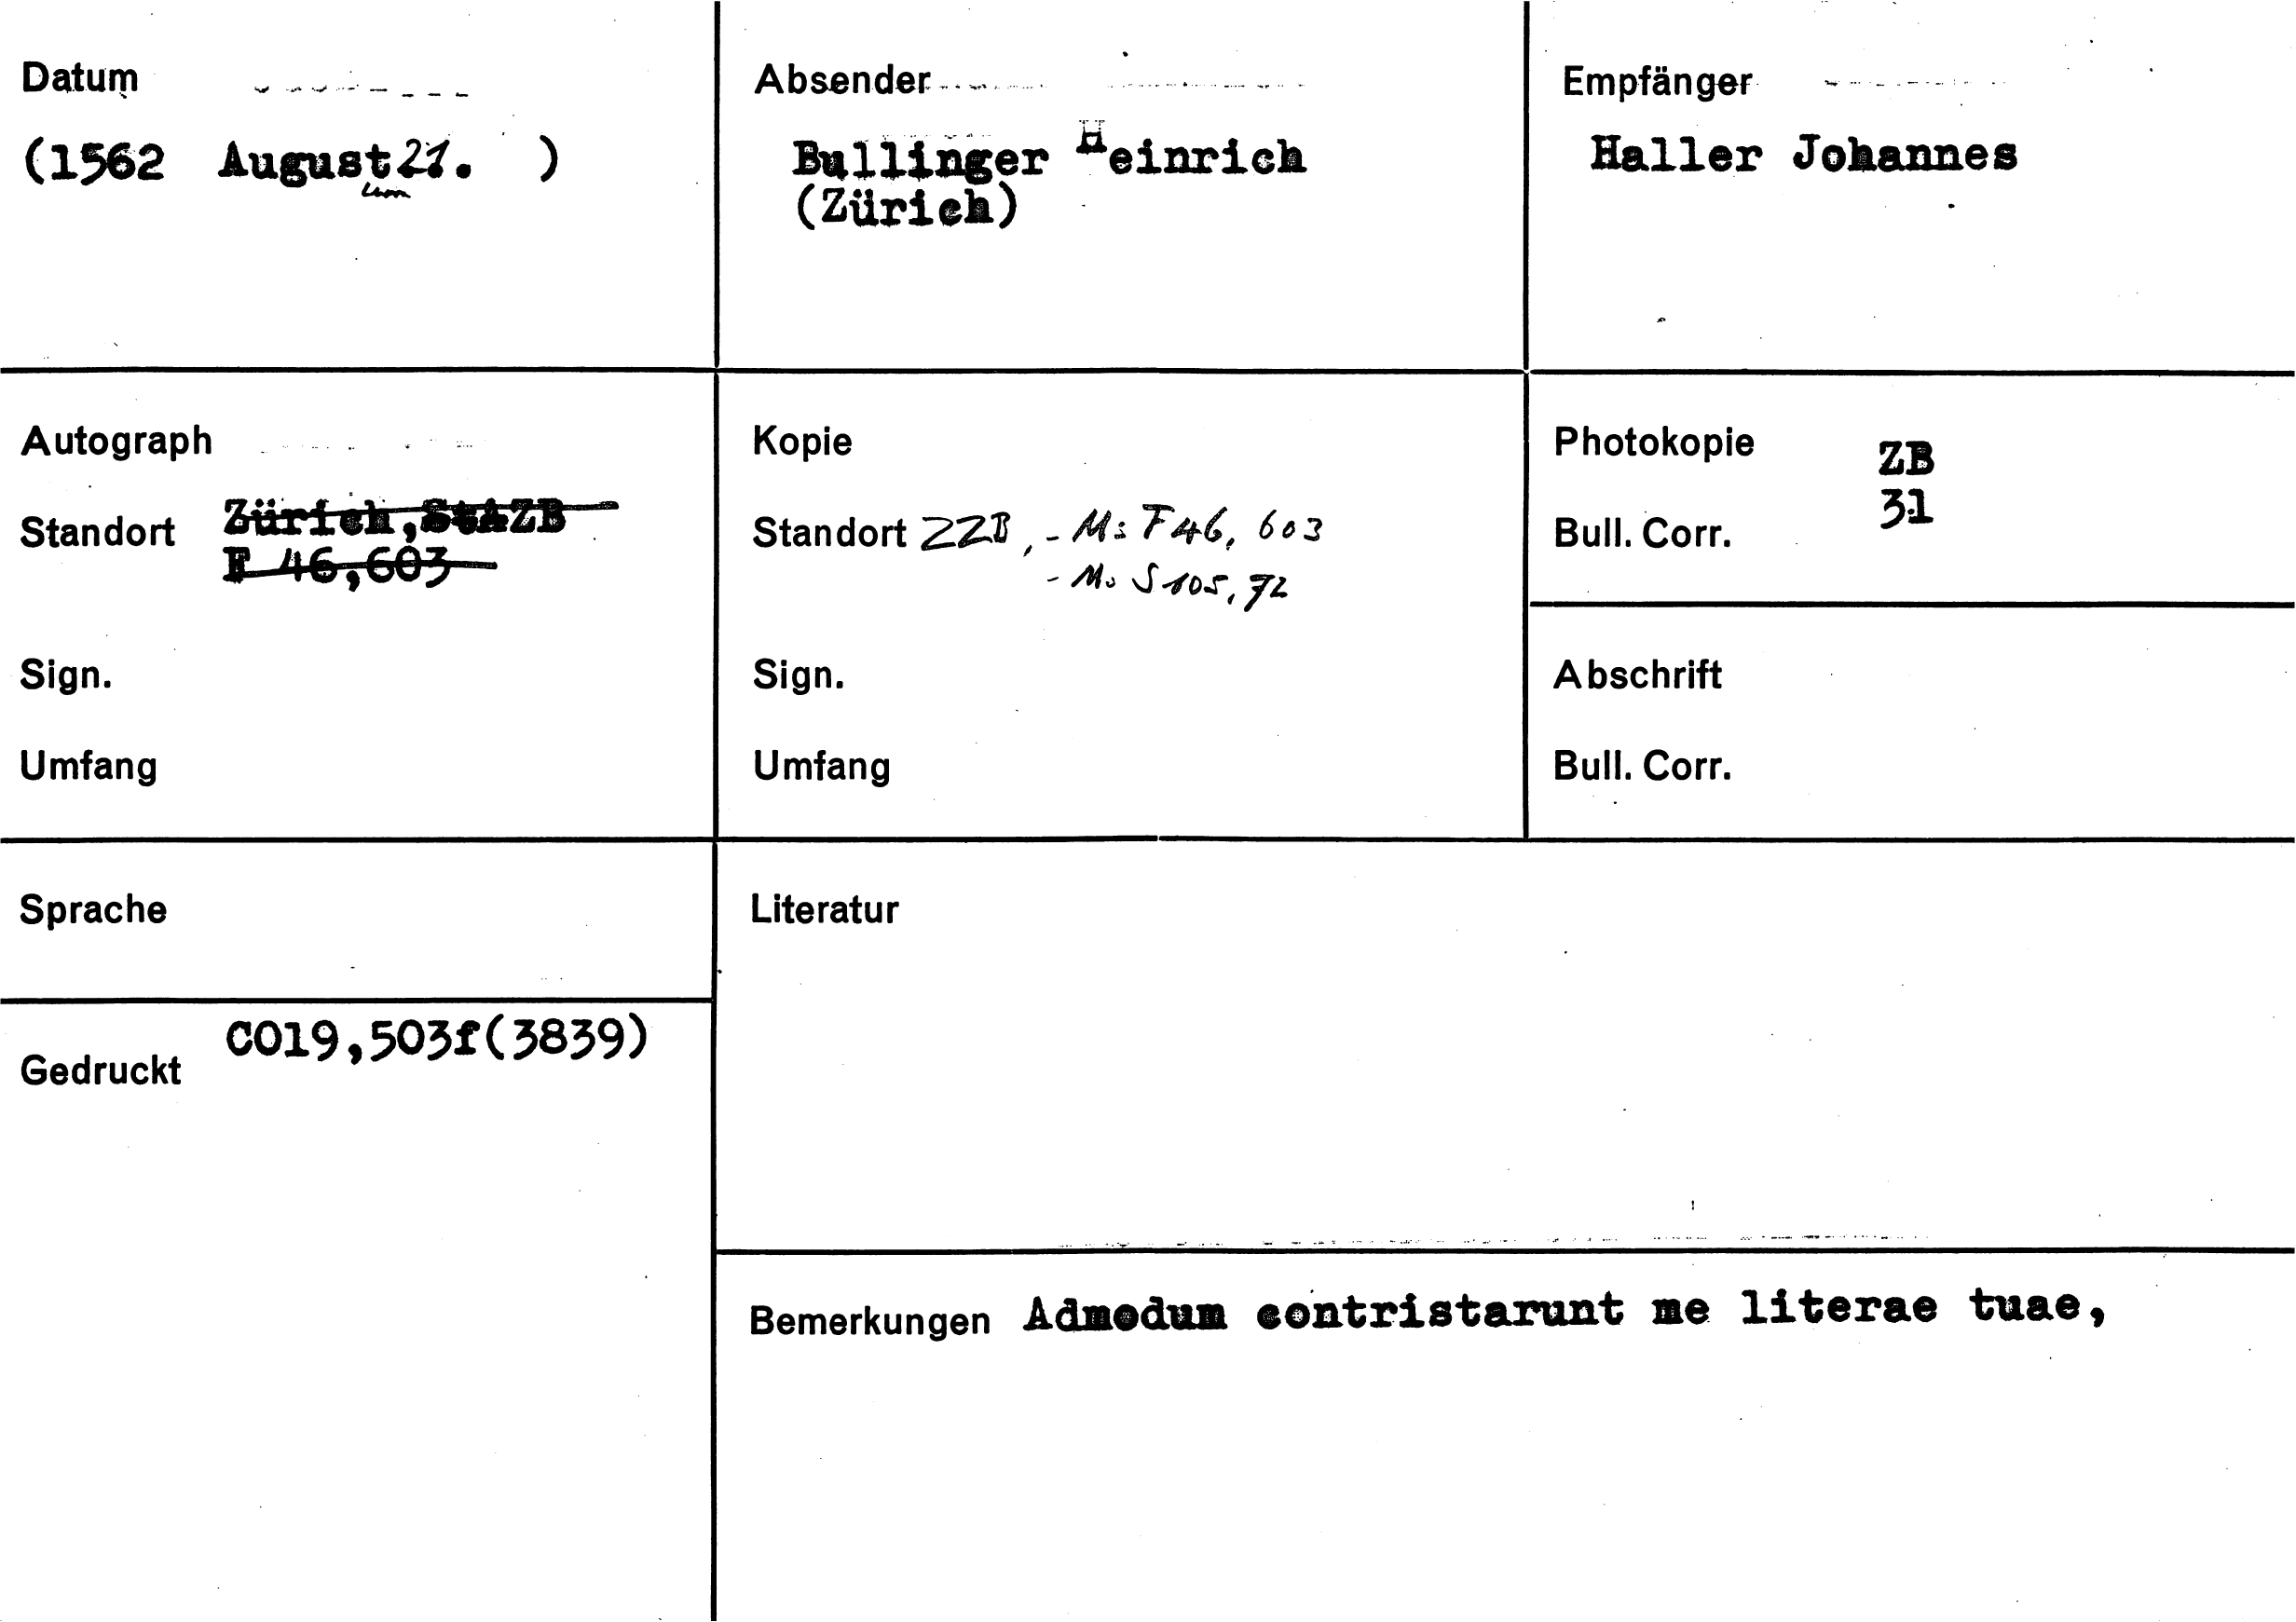 Datum
(1562 August 21. )
um
Absender
Bullinger Heinrich
(Zürich)
Empfänger
Haller Johannes
Autograph
Standort Zürich,StAZB
F 46,603
Sign.
Umfang
Kopie
Standort ZZB, - Ms F46, 603
- Ms S 105, 72
Sign.
Umfang
Photokopie ZB
Bull. Corr. 31
Abschrift
Bull. Corr.
Sprache
Gedruckt CO19,503f(3839)
Literatur
Bemerkungen Admodum contristarunt me literae tuae,